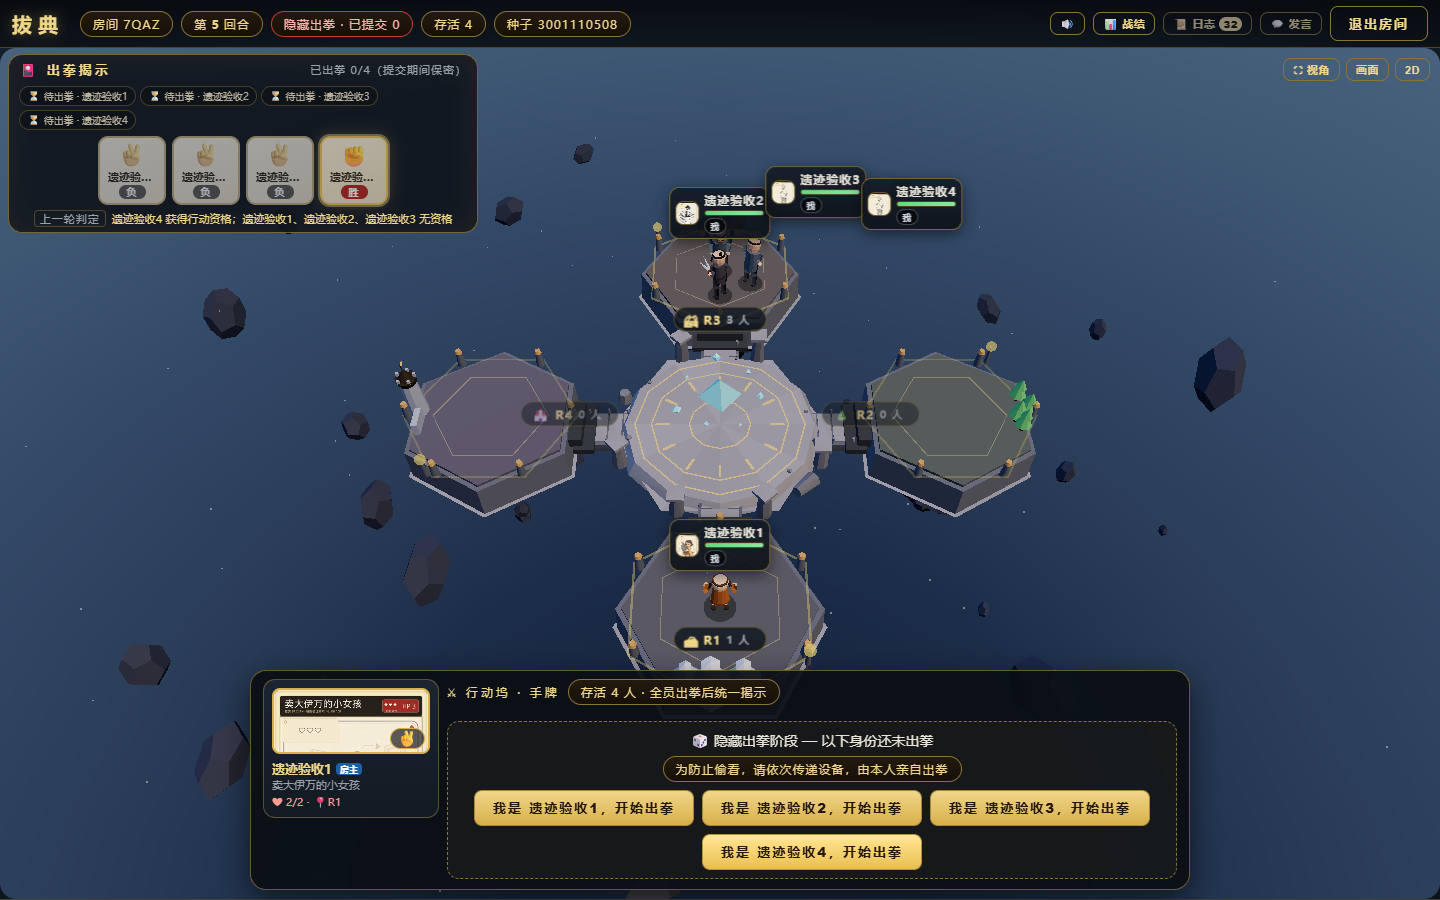 拔典
房间 7QAZ
第 5 回合
隐藏出拳 · 已提交 0
存活 4
种子 3001110508
战绩
日志 32
发言
退出房间
出拳揭示
已出拳 0/4（提交期间保密）
待出拳 · 遗迹验收1
待出拳 · 遗迹验收2
待出拳 · 遗迹验收3
待出拳 · 遗迹验收4
遗迹验...
负
遗迹验...
负
遗迹验...
负
遗迹验...
胜
上一轮判定
遗迹验收4 获得行动资格；遗迹验收1、遗迹验收2、遗迹验收3 无资格
视角
画面
2D
遗迹验收2
我
遗迹验收3
我
遗迹验收4
我
R3 3 人
R4 0 人
R2 0 人
遗迹验收1
我
R1 1 人
卖大伊万的小女孩
遗迹验收1 房主
卖大伊万的小女孩
2/2 · R1
行动坞 · 手牌
存活 4 人 · 全员出拳后统一揭示
隐藏出拳阶段 — 以下身份还未出拳
为防止偷看，请依次传递设备，由本人亲自出拳
我是 遗迹验收1，开始出拳
我是 遗迹验收2，开始出拳
我是 遗迹验收3，开始出拳
我是 遗迹验收4，开始出拳